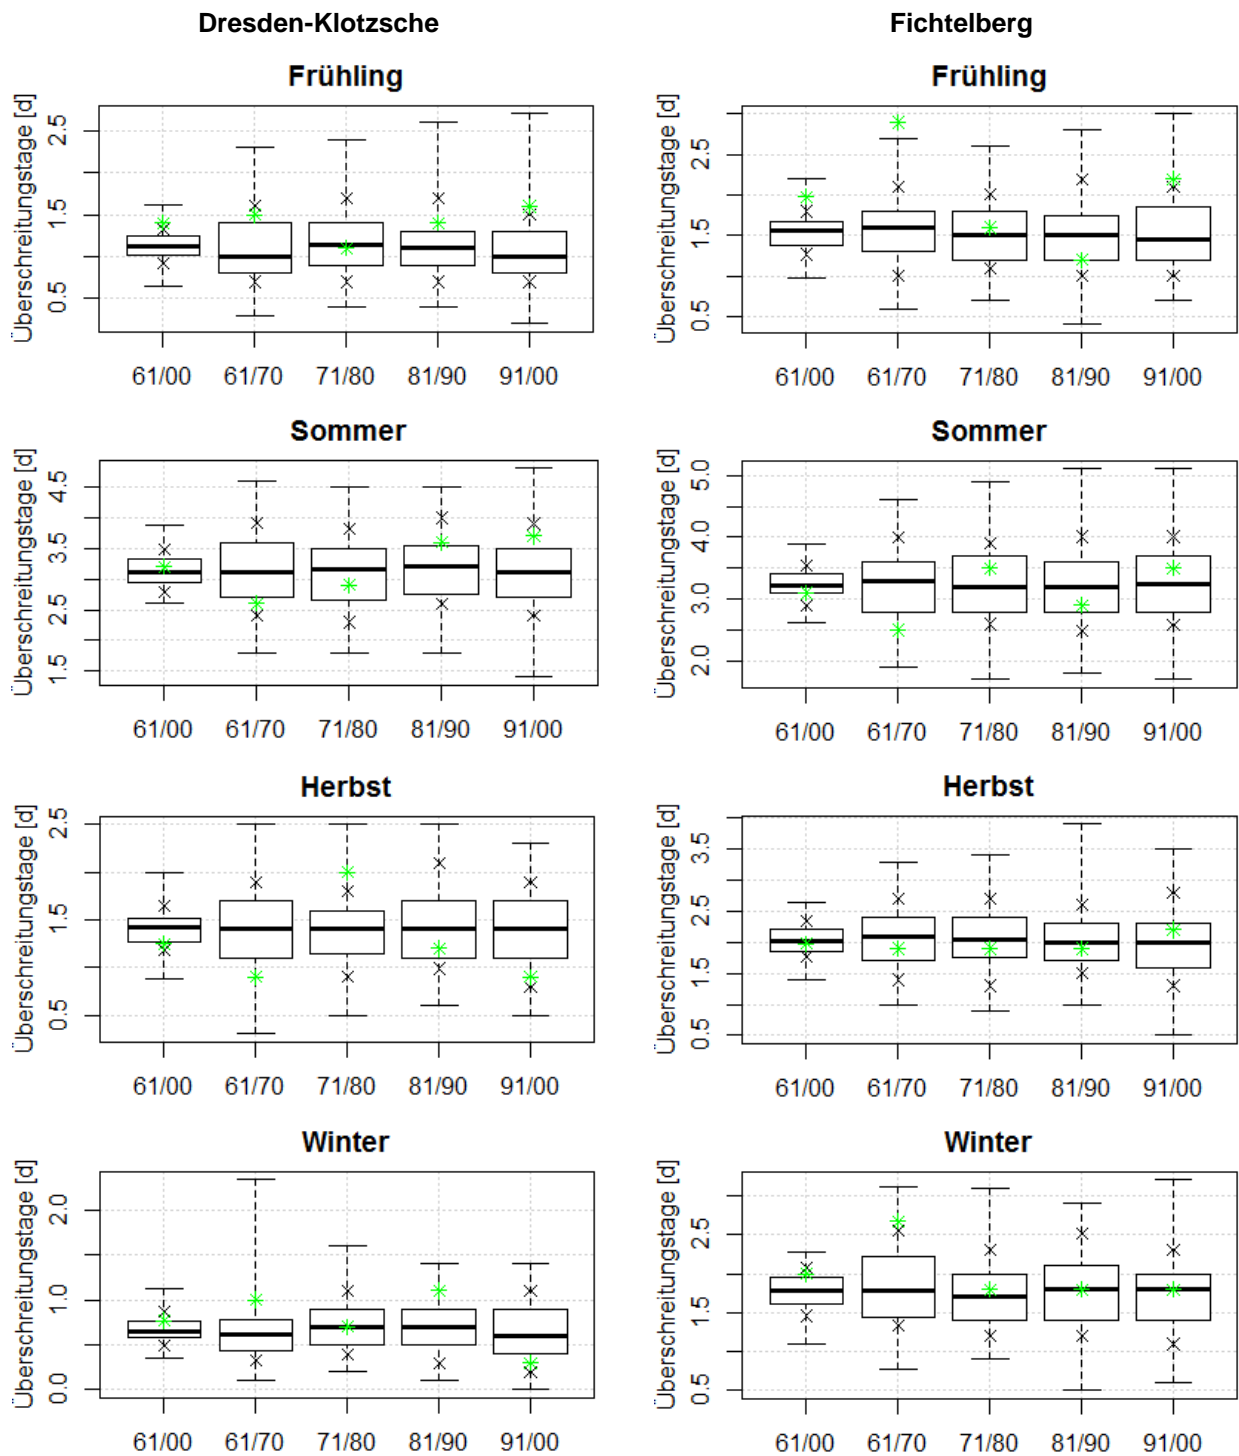 Dresden-Klotzsche
Fichtelberg
Frühling
Überschreitungstage [d]
0.5 1.5 2.5
61/00 61/70 71/80 81/90 91/00
Frühling
Überschreitungstage [d]
0.5 1.5 2.5
61/00 61/70 71/80 81/90 91/00
Sommer
Überschreitungstage [d]
1.5 2.5 3.5 4.5
61/00 61/70 71/80 81/90 91/00
Sommer
Überschreitungstage [d]
2.0 3.0 4.0 5.0
61/00 61/70 71/80 81/90 91/00
Herbst
Überschreitungstage [d]
0.5 1.5 2.5
61/00 61/70 71/80 81/90 91/00
Herbst
Überschreitungstage [d]
0.5 1.5 2.5 3.5
61/00 61/70 71/80 81/90 91/00
Winter
Überschreitungstage [d]
0.0 1.0 2.0
61/00 61/70 71/80 81/90 91/00
Winter
Überschreitungstage [d]
0.5 1.5 2.5
61/00 61/70 71/80 81/90 91/00